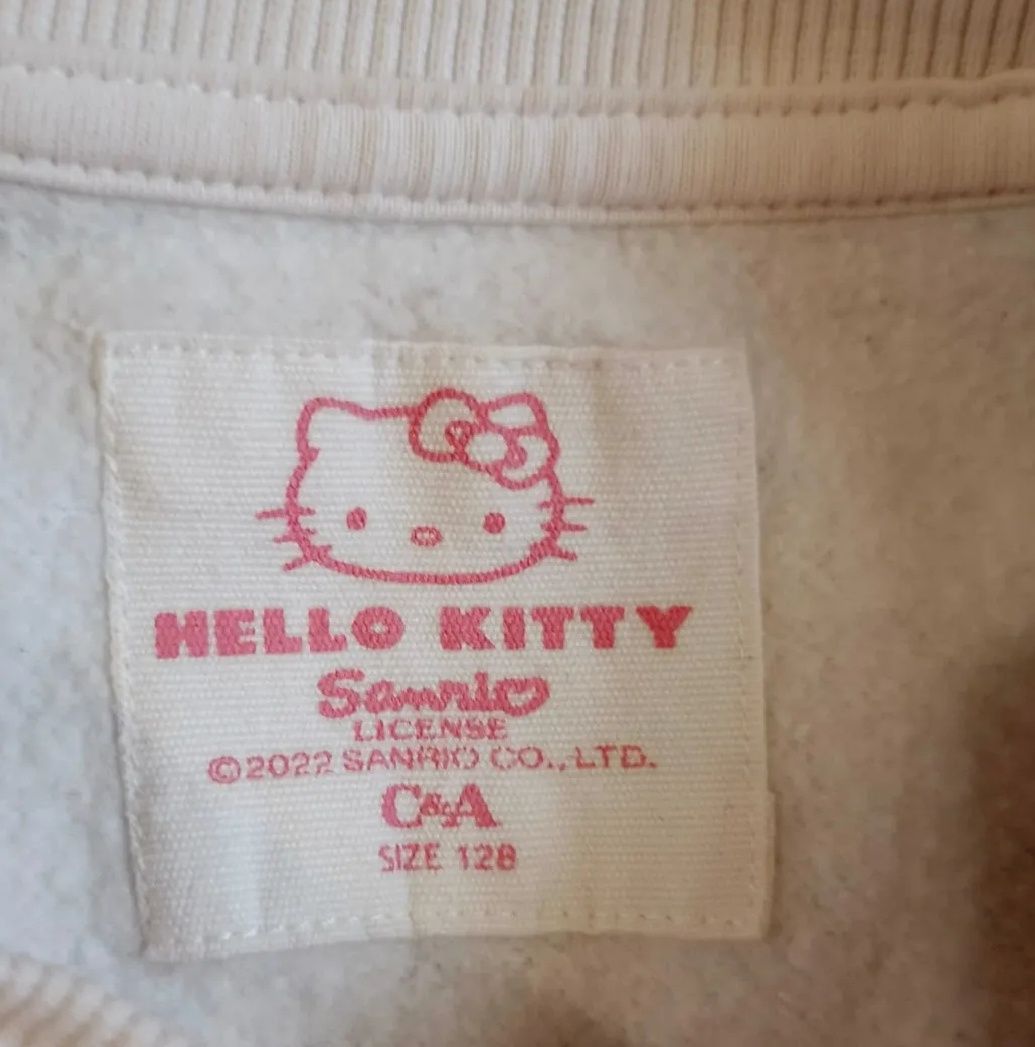 HELLO KITTY
Sanrio
LICENSE
©2022 SANRIO CO., LTD.
C&A
SIZE 128